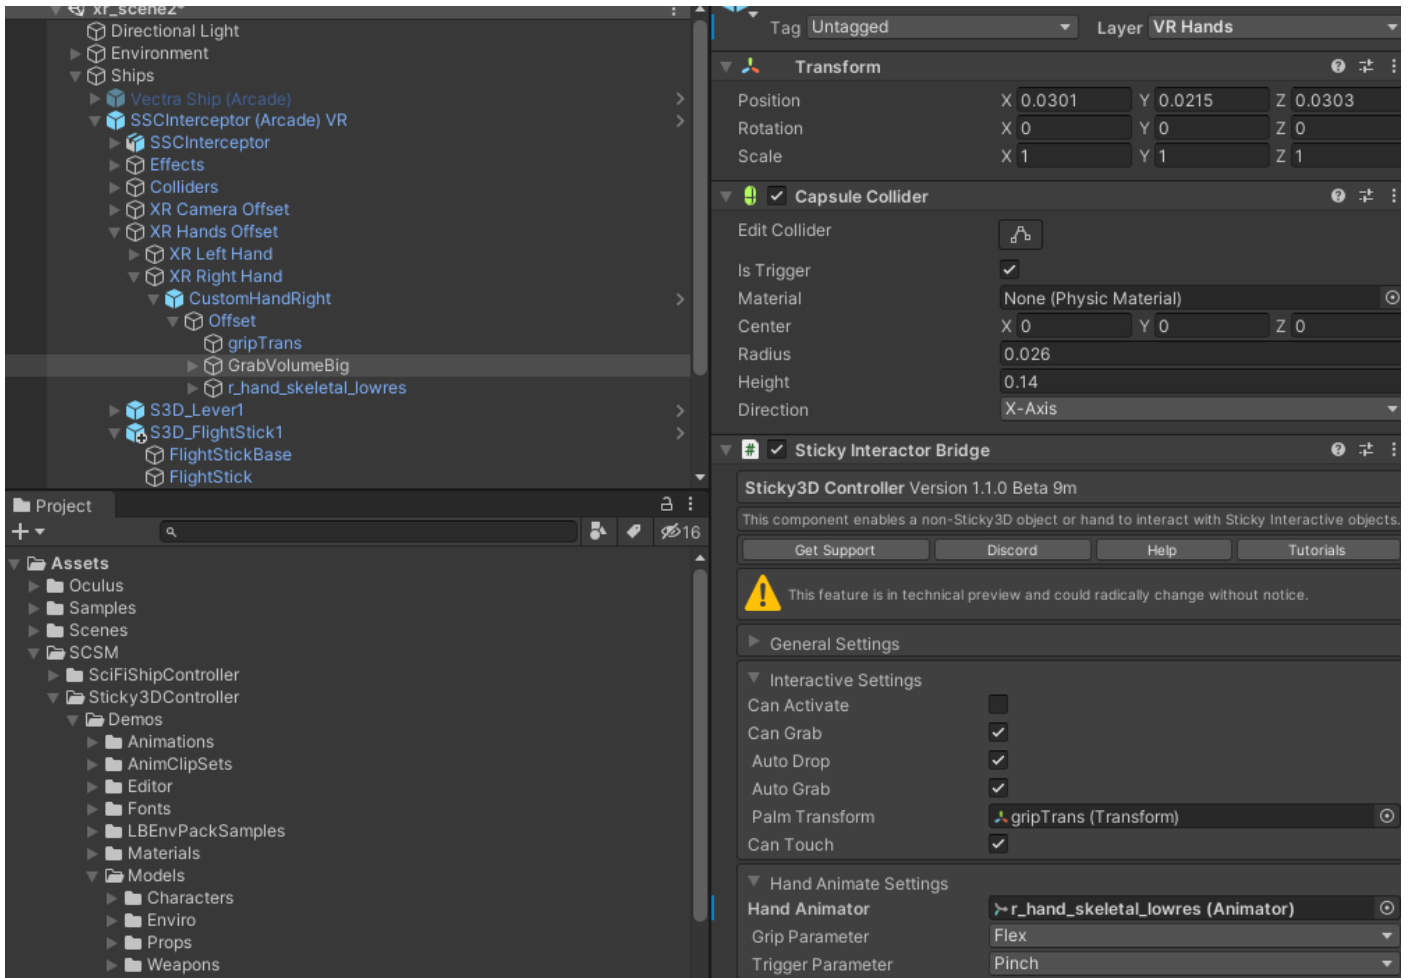 xr_scene2*
Directional Light
Environment
Ships
Vectra Ship (Arcade)
SSCInterceptor (Arcade) VR
SSCInterceptor
Effects
Colliders
XR Camera Offset
XR Hands Offset
XR Left Hand
XR Right Hand
CustomHandRight
Offset
gripTrans
GrabVolumeBig
r_hand_skeletal_lowres
S3D_Lever1
S3D_FlightStick1
FlightStickBase
FlightStick
Project
16
Assets
Oculus
Samples
Scenes
SCSM
SciFiShipController
Sticky3DController
Demos
Animations
AnimClipSets
Editor
Fonts
LBEnvPackSamples
Materials
Models
Characters
Enviro
Props
Weapons
Tag Untagged Layer VR Hands
Transform
Position X 0.0301 Y 0.0215 Z 0.0303
Rotation X 0 Y 0 Z 0
Scale X 1 Y 1 Z 1
Capsule Collider
Edit Collider
Is Trigger
Material None (Physic Material)
Center X 0 Y 0 Z 0
Radius 0.026
Height 0.14
Direction X-Axis
# Sticky Interactor Bridge
Sticky3D Controller Version 1.1.0 Beta 9m
This component enables a non-Sticky3D object or hand to interact with Sticky Interactive objects.
Get Support Discord Help Tutorials
This feature is in technical preview and could radically change without notice.
General Settings
Interactive Settings
Can Activate
Can Grab
Auto Drop
Auto Grab
Palm Transform gripTrans (Transform)
Can Touch
Hand Animate Settings
Hand Animator r_hand_skeletal_lowres (Animator)
Grip Parameter Flex
Trigger Parameter Pinch